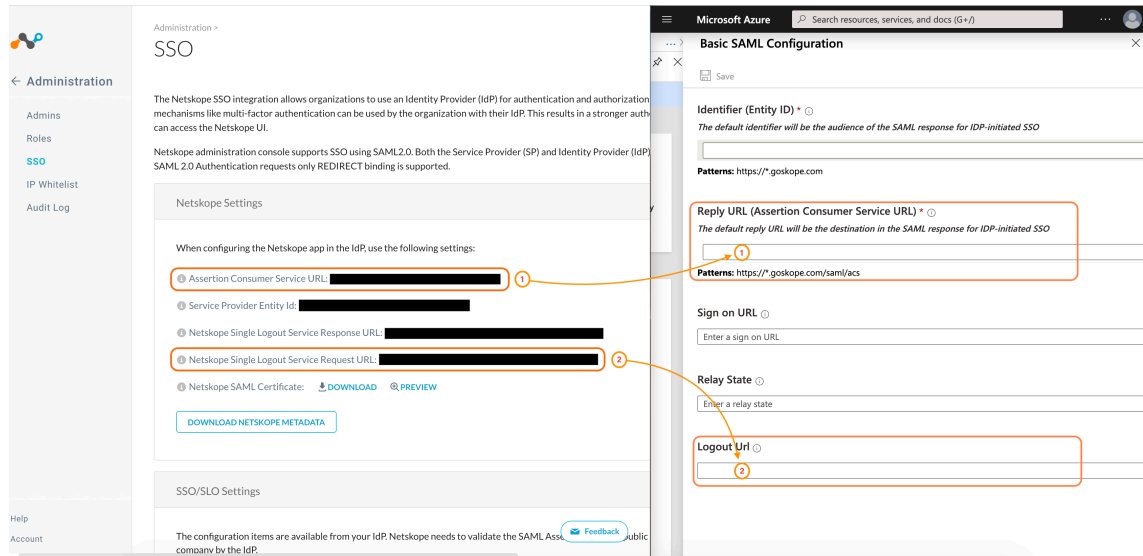 Administration >
SSO
Administration
Admins
Roles
SSO
IP Whitelist
Audit Log
Help
Account
The Netskope SSO integration allows organizations to use an Identity Provider (IdP) for authentication and authorization
mechanisms like multi-factor authentication can be used by the organization with their IdP. This results in a stronger auth
can access the Netskope UI.
Netskope administration console supports SSO using SAML2.0. Both the Service Provider (SP) and Identity Provider (IdP)
SAML 2.0 Authentication requests only REDIRECT binding is supported.
Netskope Settings
When configuring the Netskope app in the IdP, use the following settings:
Assertion Consumer Service URL:
1
Service Provider Entity Id:
Netskope Single Logout Service Response URL:
Netskope Single Logout Service Request URL:
2
Netskope SAML Certificate: DOWNLOAD PREVIEW
DOWNLOAD NETSKOPE METADATA
SSO/SLO Settings
The configuration items are available from your IdP. Netskope needs to validate the SAML Asse
ublic
company by the IdP.
Feedback
Microsoft Azure
Search resources, services, and docs (G+/)
Basic SAML Configuration
Save
Identifier (Entity ID) *
The default identifier will be the audience of the SAML response for IDP-initiated SSO
Patterns: https://*.goskope.com
Reply URL (Assertion Consumer Service URL) *
The default reply URL will be the destination in the SAML response for IDP-initiated SSO
1
Patterns: https://*.goskope.com/saml/acs
Sign on URL
Enter a sign on URL
Relay State
Enter a relay state
Logout Url
2